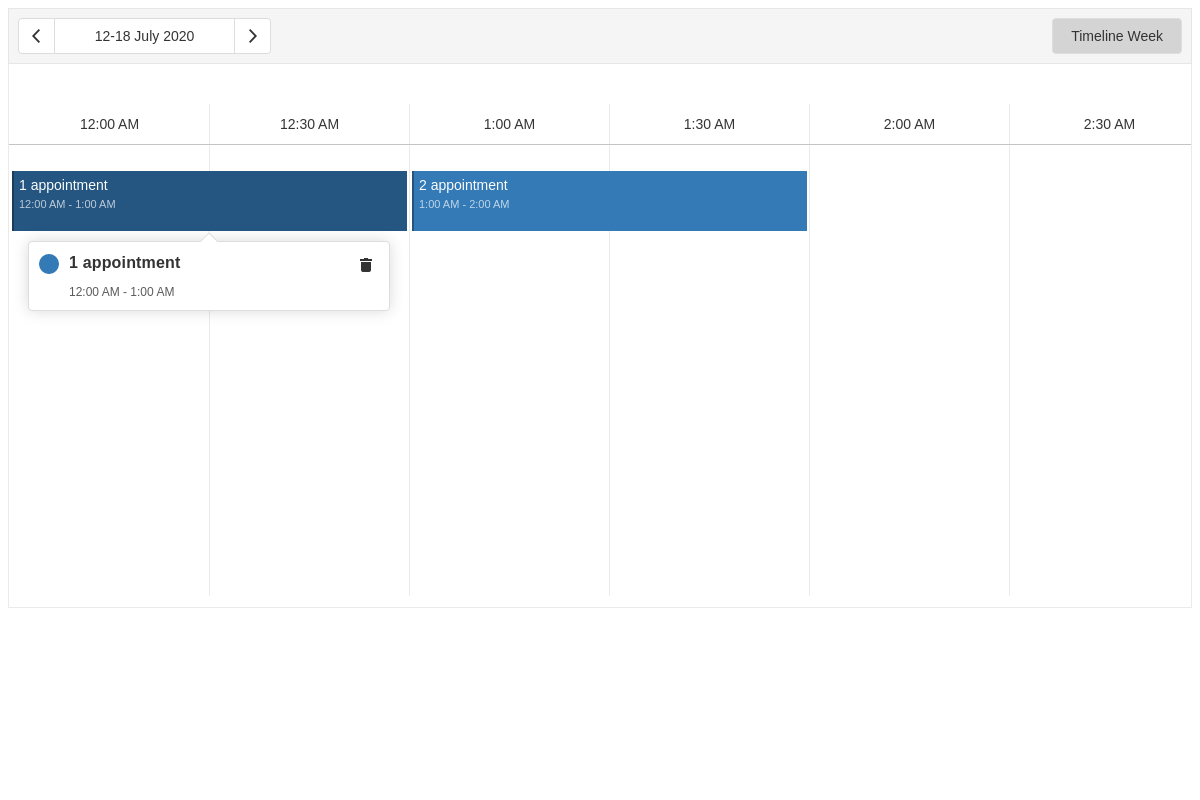 12-18 July 2020
Timeline Week
12:00 AM
12:30 AM
1:00 AM
1:30 AM
2:00 AM
2:30 AM
1 appointment
12:00 AM - 1:00 AM
2 appointment
1:00 AM - 2:00 AM
1 appointment
12:00 AM - 1:00 AM